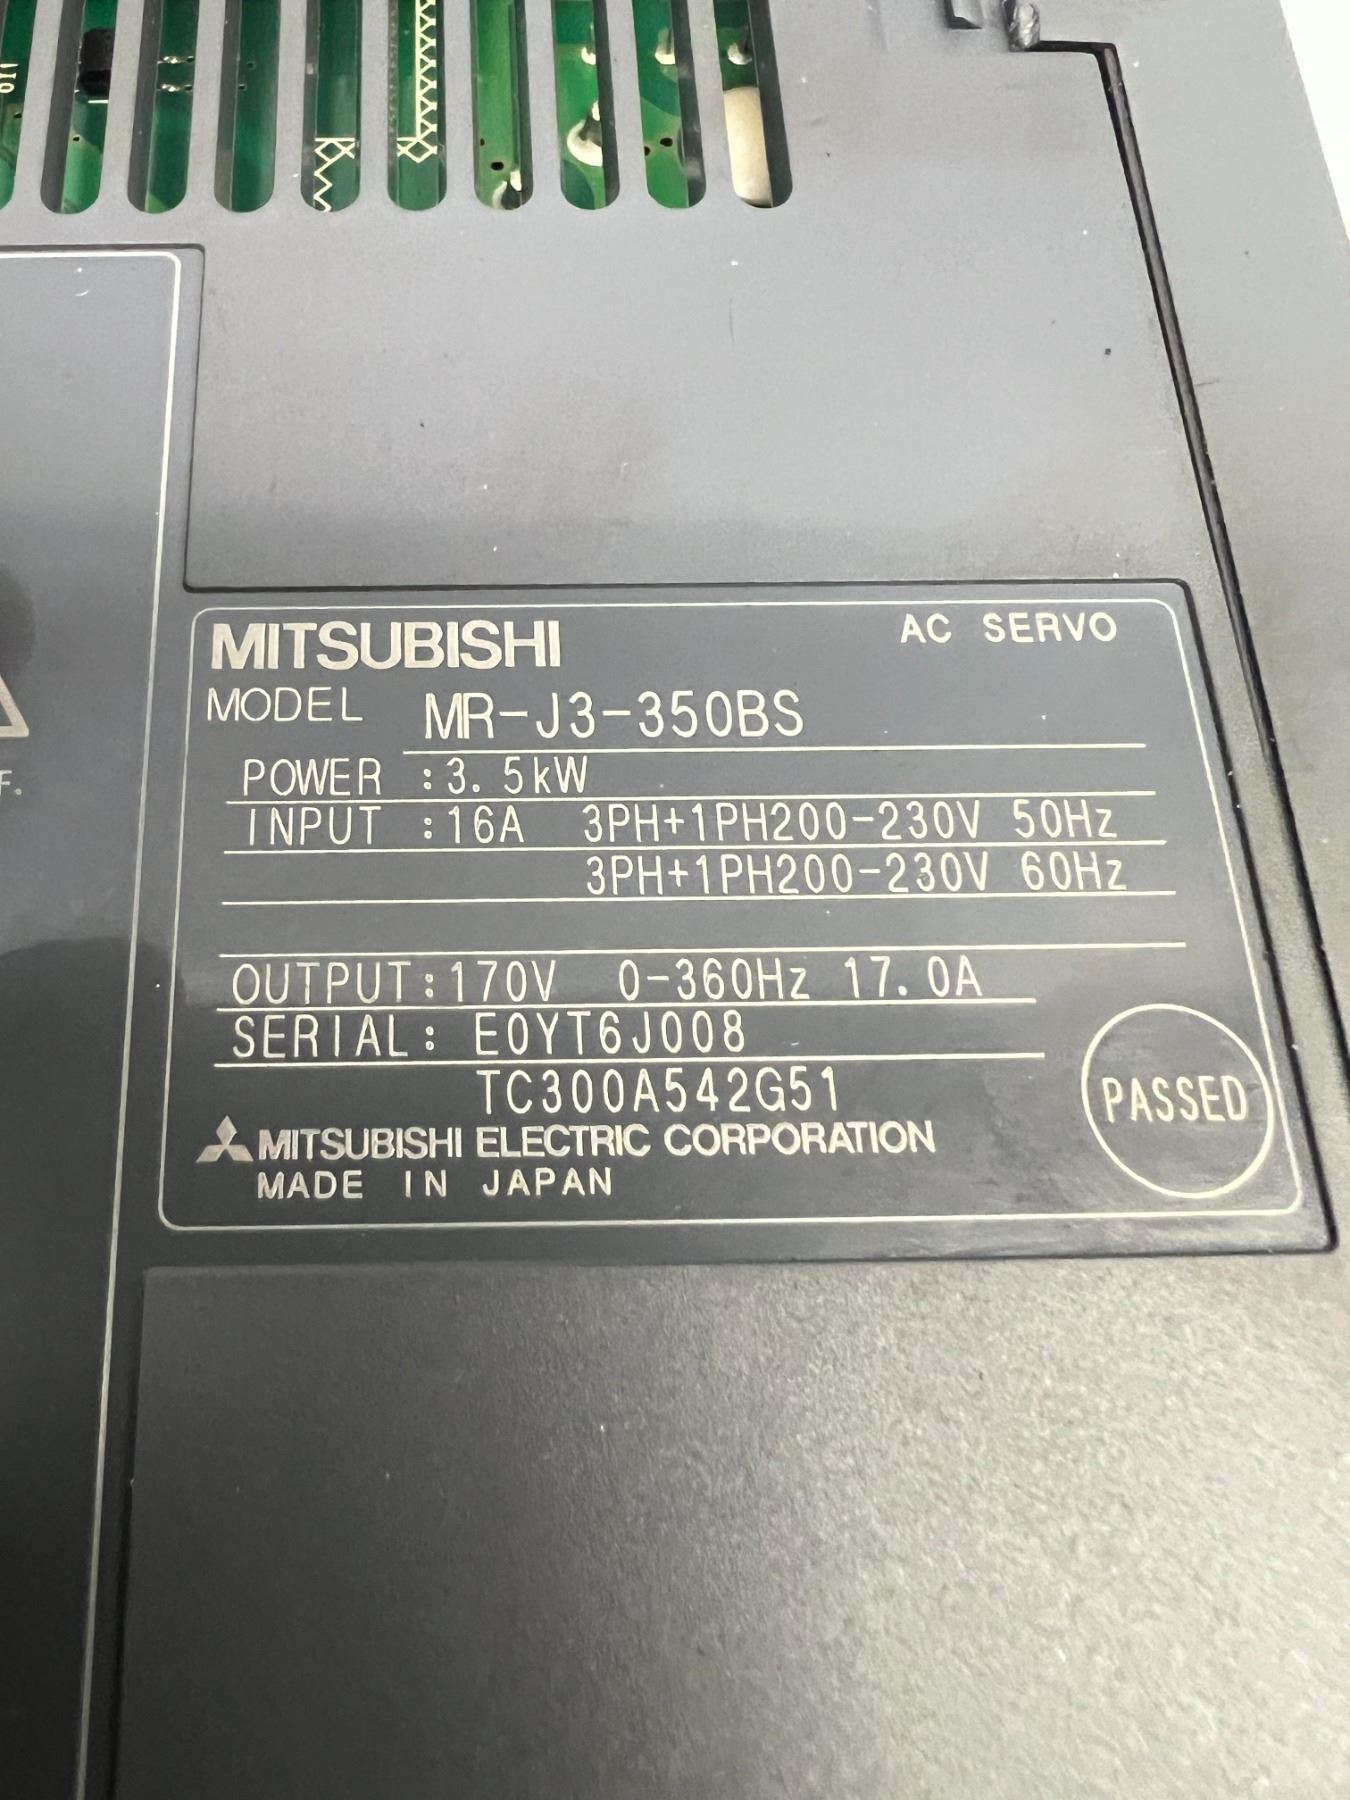 MITSUBISHI AC SERVO
MODEL MR-J3-350BS
POWER :3.5kW
INPUT :16A 3PH+1PH200-230V 50Hz
3PH+1PH200-230V 60Hz
OUTPUT:170V 0-360Hz 17.0A
SERIAL: E0YT6J008
TC300A542G51
PASSED
MITSUBISHI ELECTRIC CORPORATION
MADE IN JAPAN